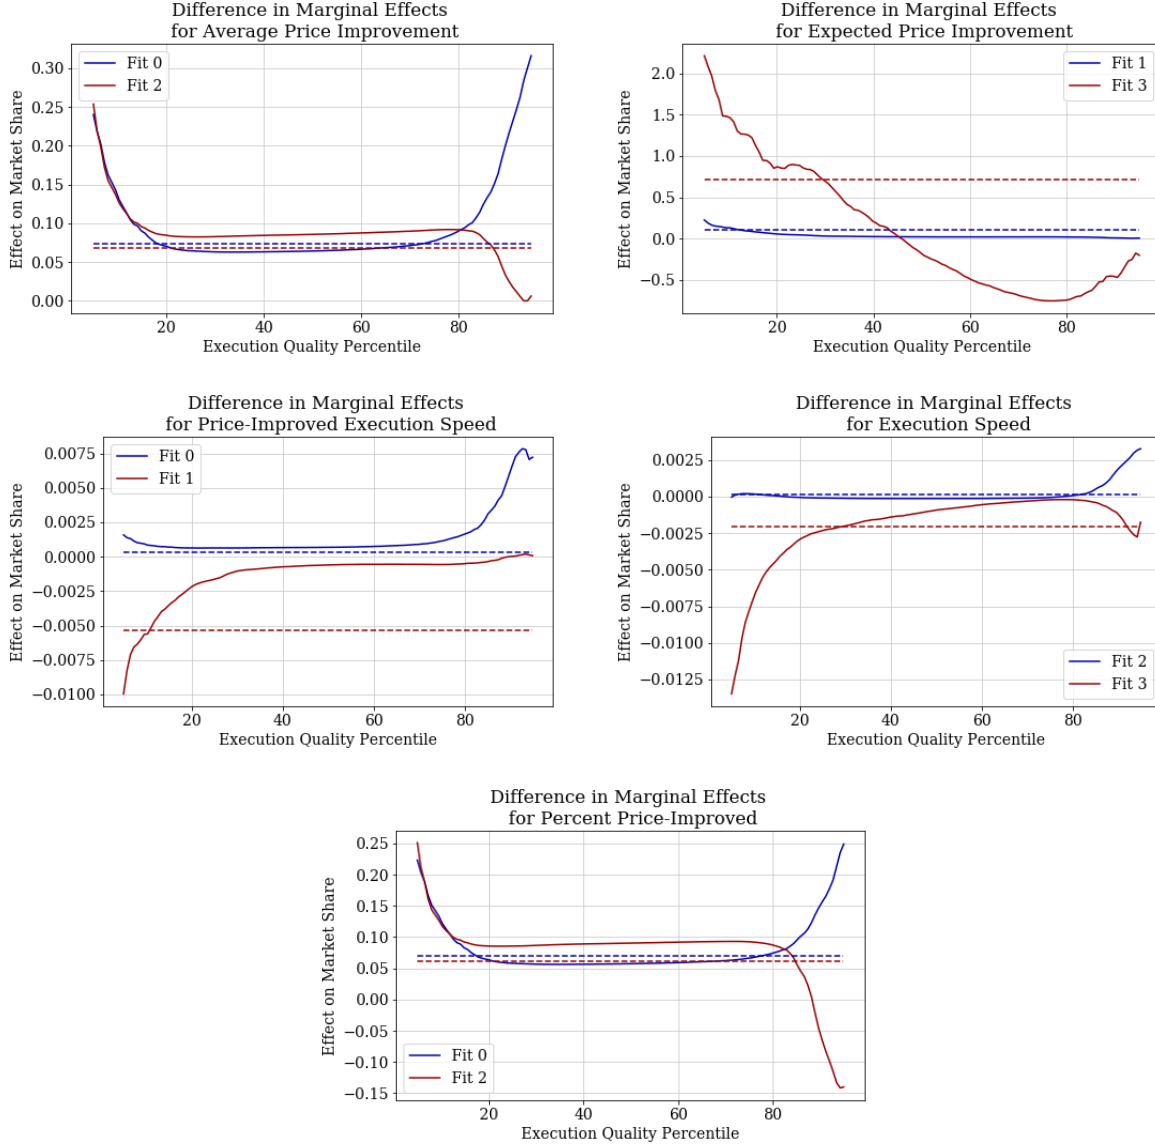 Difference in Marginal Effects
for Average Price Improvement
Effect on Market Share
0.30
0.25
0.20
0.15
0.10
0.05
0.00
Fit 0
Fit 2
20
40
60
80
Execution Quality Percentile
Difference in Marginal Effects
for Expected Price Improvement
Effect on Market Share
2.0
1.5
1.0
0.5
0.0
−0.5
Fit 1
Fit 3
20
40
60
80
Execution Quality Percentile
Difference in Marginal Effects
for Price-Improved Execution Speed
Effect on Market Share
0.0075
0.0050
0.0025
0.0000
−0.0025
−0.0050
−0.0075
−0.0100
Fit 0
Fit 1
20
40
60
80
Execution Quality Percentile
Difference in Marginal Effects
for Execution Speed
Effect on Market Share
0.0025
0.0000
−0.0025
−0.0050
−0.0075
−0.0100
−0.0125
Fit 2
Fit 3
20
40
60
80
Execution Quality Percentile
Difference in Marginal Effects
for Percent Price-Improved
Effect on Market Share
0.25
0.20
0.15
0.10
0.05
0.00
−0.05
−0.10
−0.15
Fit 0
Fit 2
20
40
60
80
Execution Quality Percentile